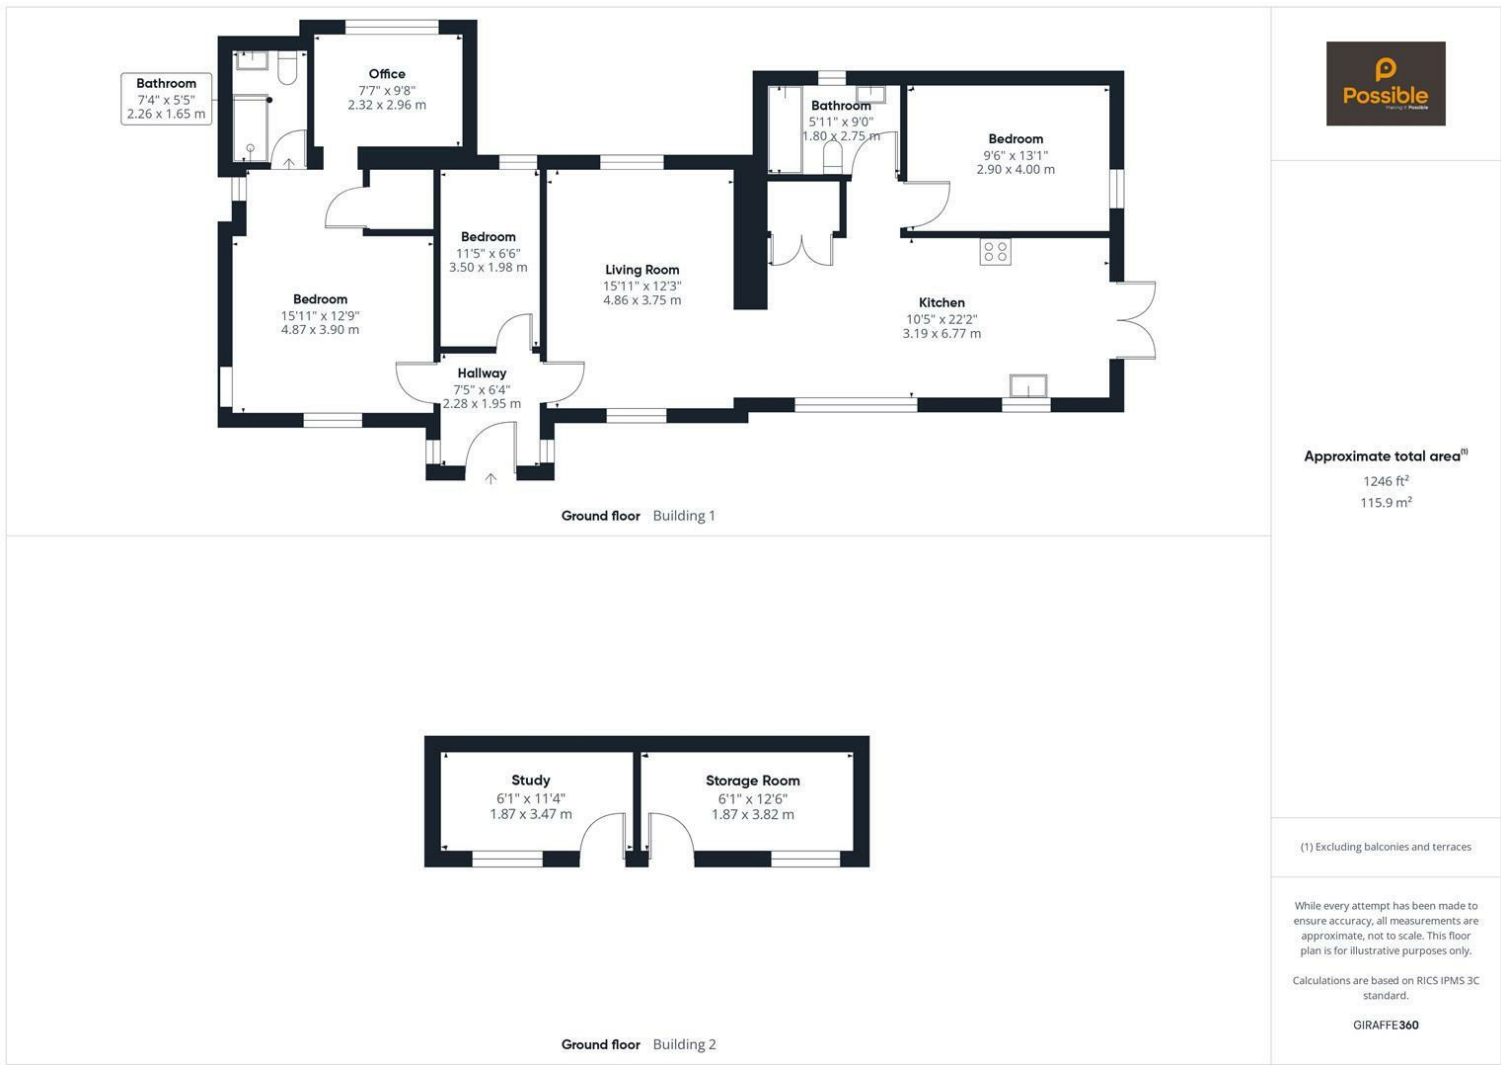 Bathroom
7'4" x 5'5"
2.26 x 1.65 m
Office
7'7" x 9'8"
2.32 x 2.96 m
Bathroom
5'11" x 9'0"
1.80 x 2.75 m
Bedroom
9'6" x 13'1"
2.90 x 4.00 m
Bedroom
11'5" x 6'6"
3.50 x 1.98 m
Living Room
15'11" x 12'3"
4.86 x 3.75 m
Bedroom
15'11" x 12'9"
4.87 x 3.90 m
Kitchen
10'5" x 22'2"
3.19 x 6.77 m
Hallway
7'5" x 6'4"
2.28 x 1.95 m
Ground floor Building 1
Study
6'1" x 11'4"
1.87 x 3.47 m
Storage Room
6'1" x 12'6"
1.87 x 3.82 m
Ground floor Building 2
Possible
Approximate total area(1)
1246 ft²
115.9 m²
(1) Excluding balconies and terraces
While every attempt has been made to
ensure accuracy, all measurements are
approximate, not to scale. This floor
plan is for illustrative purposes only.
Calculations are based on RICS IPMS 3C
standard.
GIRAFFE360